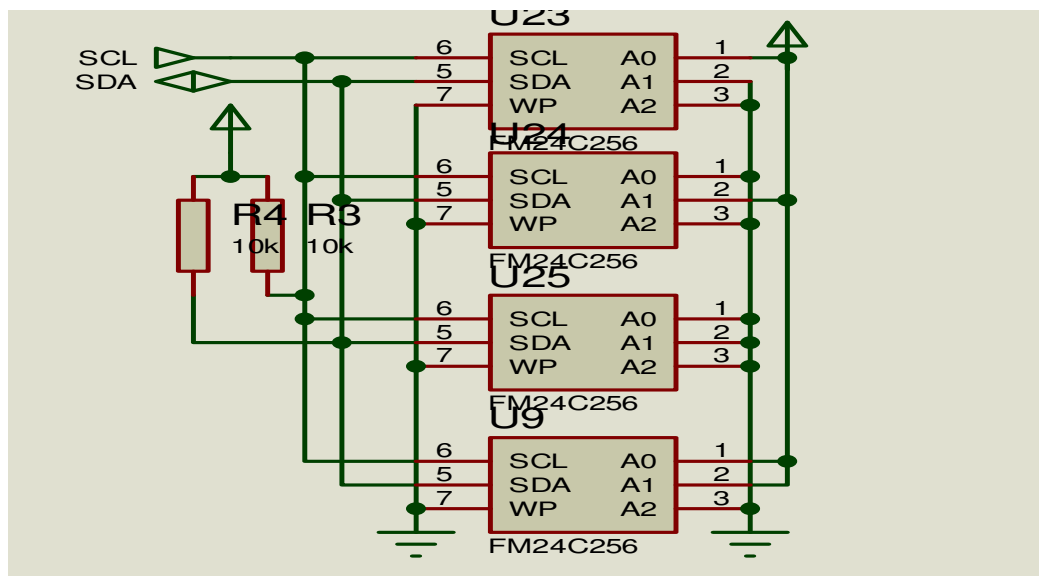 U23
SCL 6 SCL A0 1
SDA 5 SDA A1 2
7 WP A2 3
FM24C256
U24
6 SCL A0 1
5 SDA A1 2
7 WP A2 3
R4 R3
10k 10k
FM24C256
U25
6 SCL A0 1
5 SDA A1 2
7 WP A2 3
FM24C256
U9
6 SCL A0 1
5 SDA A1 2
7 WP A2 3
FM24C256